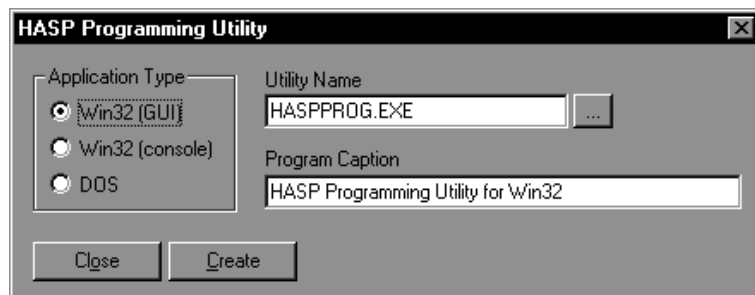 HASP Programming Utility
Application Type
Win32 (GUI)
Win32 (console)
DOS
Utility Name
HASPPROG.EXE
...
Program Caption
HASP Programming Utility for Win32
Close
Create